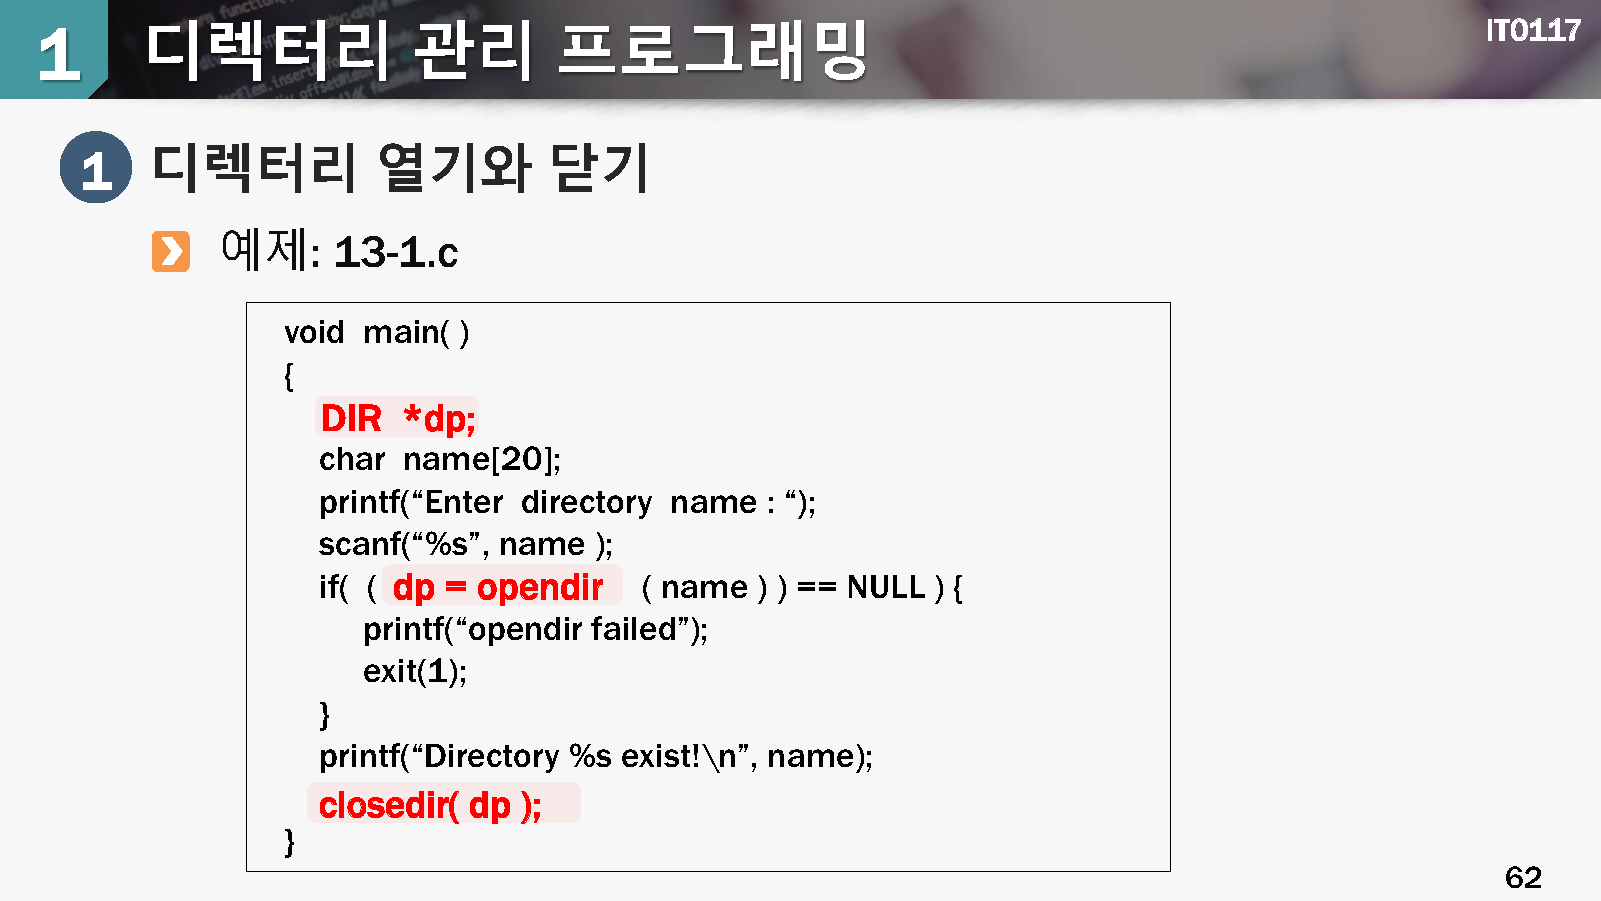 1 디렉터리 관리 프로그래밍
IT0117
1 디렉터리 열기와 닫기
예제: 13-1.c
void main( )
{
DIR *dp;
char name[20];
printf(“Enter directory name : “);
scanf(“%s”, name );
if( ( dp = opendir ( name ) ) == NULL ) {
printf(“opendir failed”);
exit(1);
}
printf(“Directory %s exist!\n”, name);
closedir( dp );
}
62